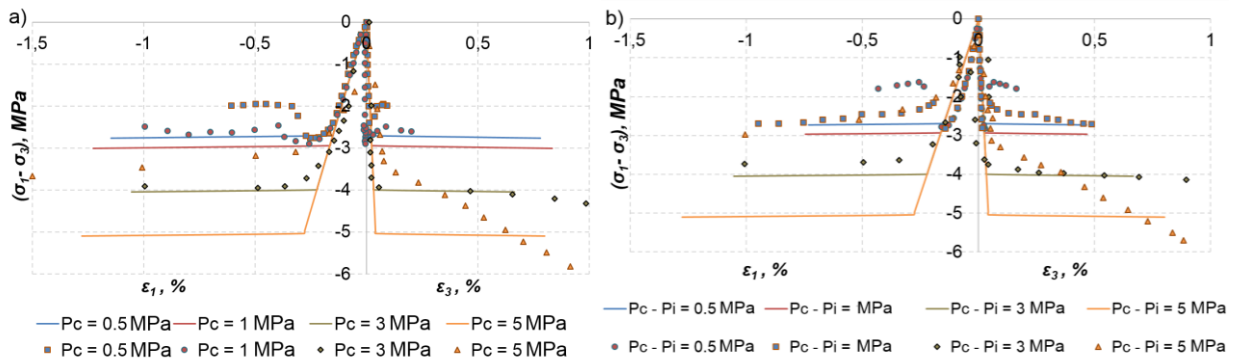 a)
-1,5 -1 -0,5 0 0,5 1
0
-1
-2
-3
-4
-5
-6
(σ1- σ3), MPa
ε1, % ε3, %
Pc = 0.5 MPa Pc = 1 MPa Pc = 3 MPa Pc = 5 MPa
Pc = 0.5 MPa Pc = 1 MPa Pc = 3 MPa Pc = 5 MPa
b)
-1,5 -1 -0,5 0 0,5 1
0
-1
-2
-3
-4
-5
-6
(σ1- σ3), MPa
ε1, % ε3, %
Pc - Pi = 0.5 MPa Pc - Pi = MPa Pc - Pi = 3 MPa Pc - Pi = 5 MPa
Pc - Pi = 0.5 MPa Pc - Pi = MPa Pc - Pi = 3 MPa Pc - Pi = 5 MPa